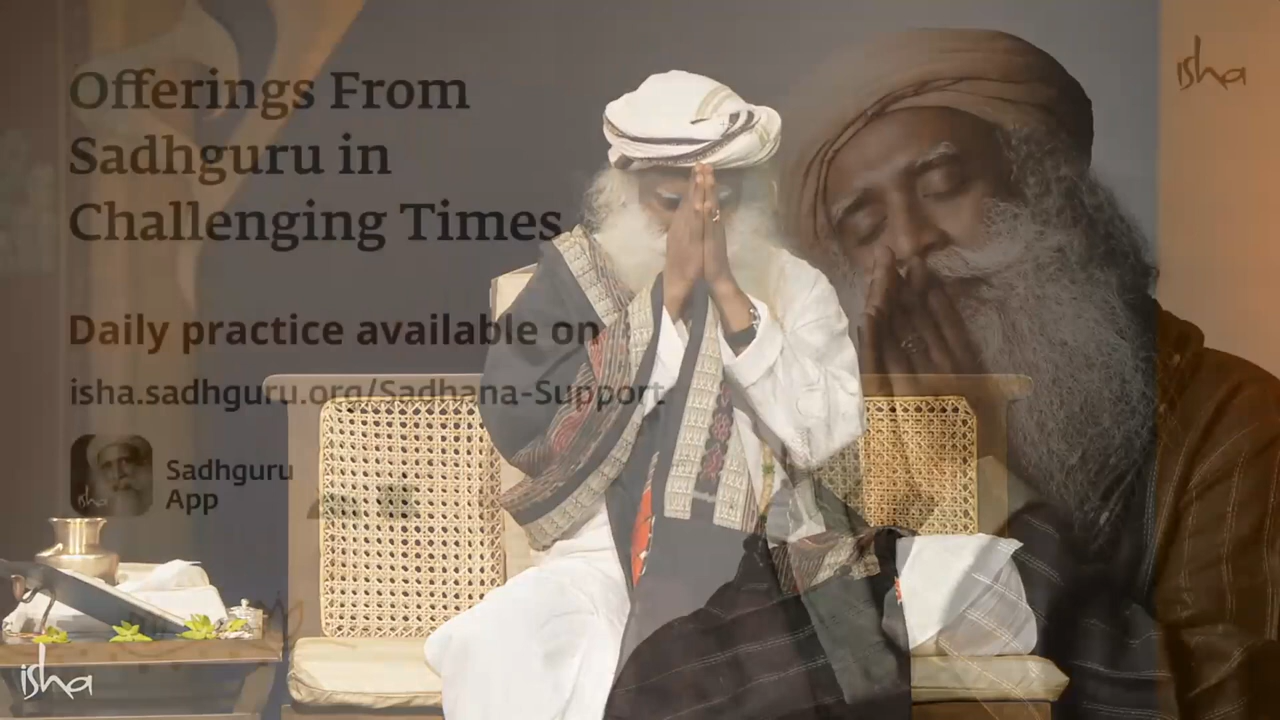 Offerings From
Sadhguru in
Challenging Times
Daily practice available on
isha.sadhguru.org/Sadhana-Support
Sadhguru
App
isha
isha
isha